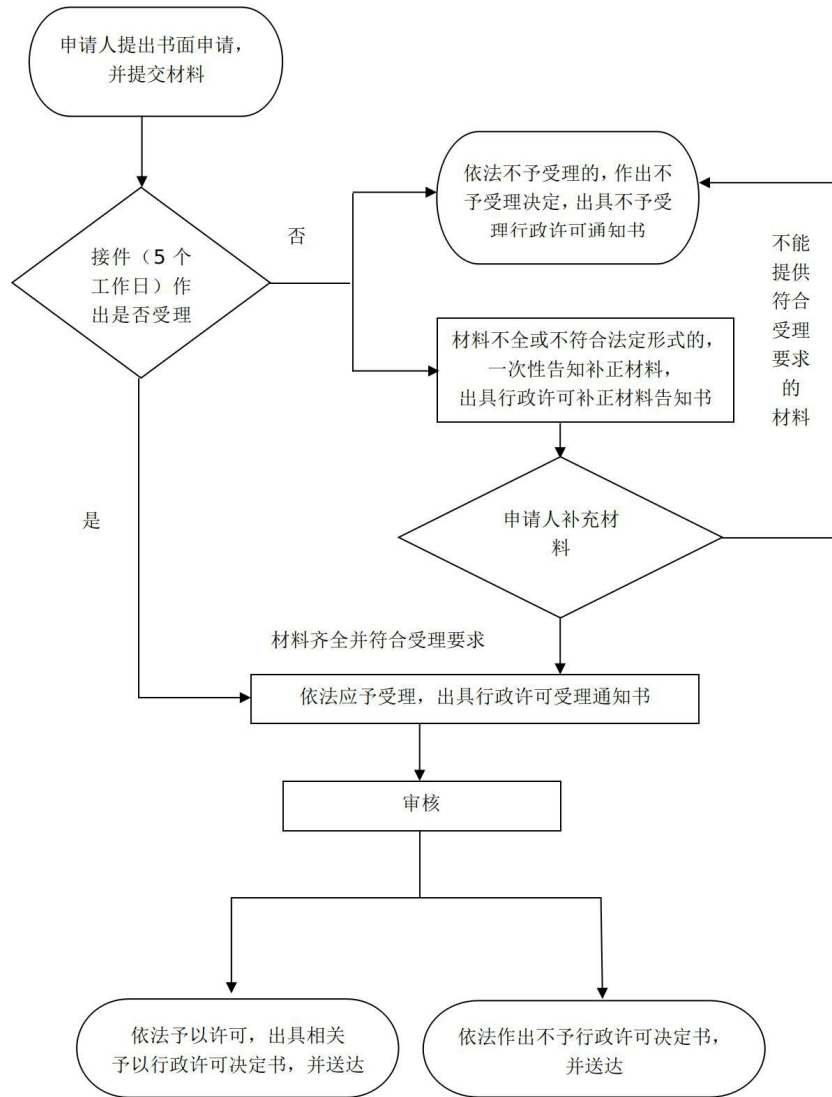 申请人提出书面申请，
并提交材料
依法不予受理的，作出不
予受理决定，出具不予受
理行政许可通知书
否
接件（5 个
工作日）作
出是否受理
不能
提供
符合
受理
要求
的
材料
材料不全或不符合法定形式的，
一次性告知补正材料，
出具行政许可补正材料告知书
是
申请人补充材
料
材料齐全并符合受理要求
依法应予受理，出具行政许可受理通知书
审核
依法予以许可，出具相关
予以行政许可决定书，并送达
依法作出不予行政许可决定书，
并送达